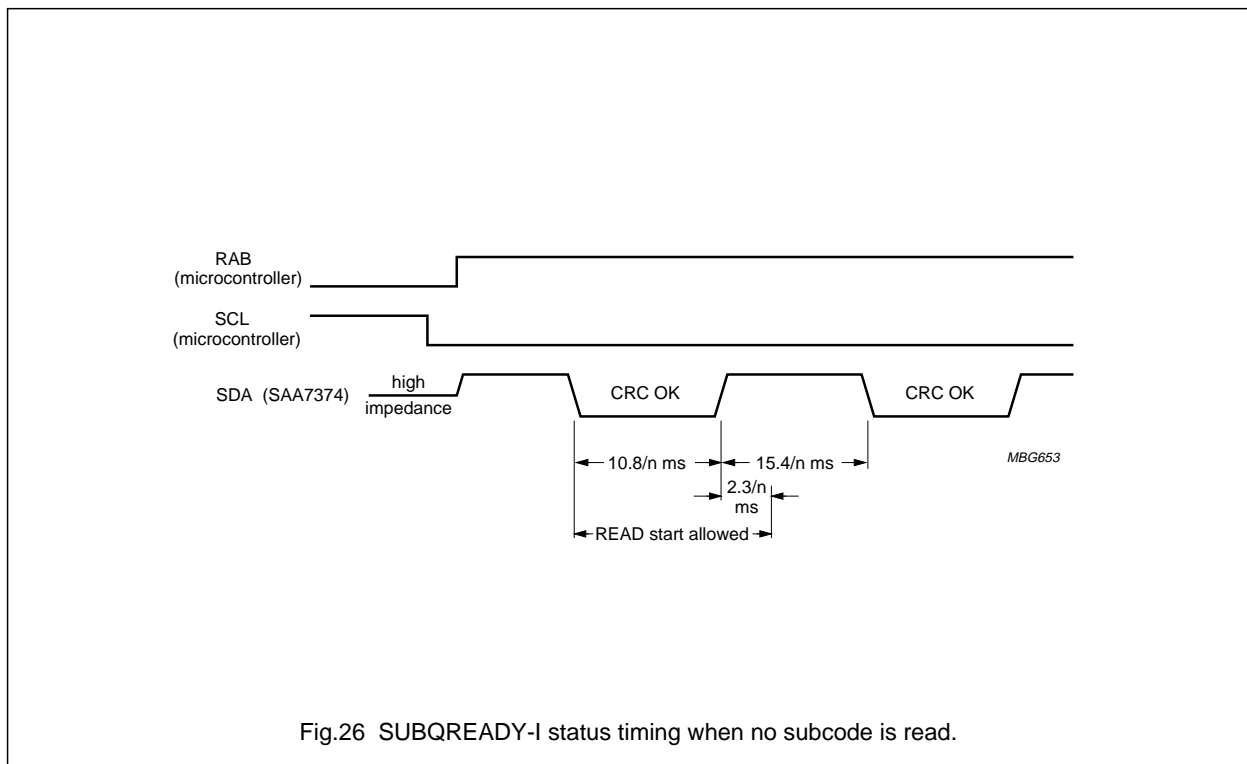 RAB
(microcontroller)
SCL
(microcontroller)
SDA (SAA7374)
high
impedance
CRC OK
CRC OK
10.8/n ms
15.4/n ms
2.3/n
ms
READ start allowed
MBG653
Fig.26 SUBQREADY-I status timing when no subcode is read.